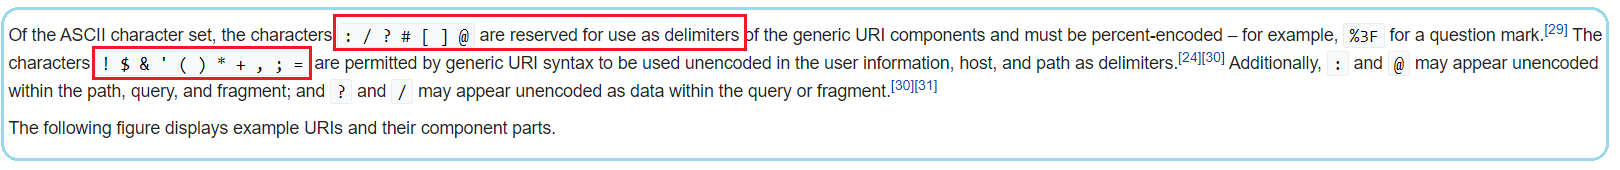 Of the ASCII character set, the characters : / ? # [ ] @ are reserved for use as delimiters of the generic URI components and must be percent-encoded – for example, %3F for a question mark.[29] The
characters ! $ & ' ( ) * + , ; = are permitted by generic URI syntax to be used unencoded in the user information, host, and path as delimiters.[24][30] Additionally, : and @ may appear unencoded
within the path, query, and fragment; and ? and / may appear unencoded as data within the query or fragment.[30][31]
The following figure displays example URIs and their component parts.